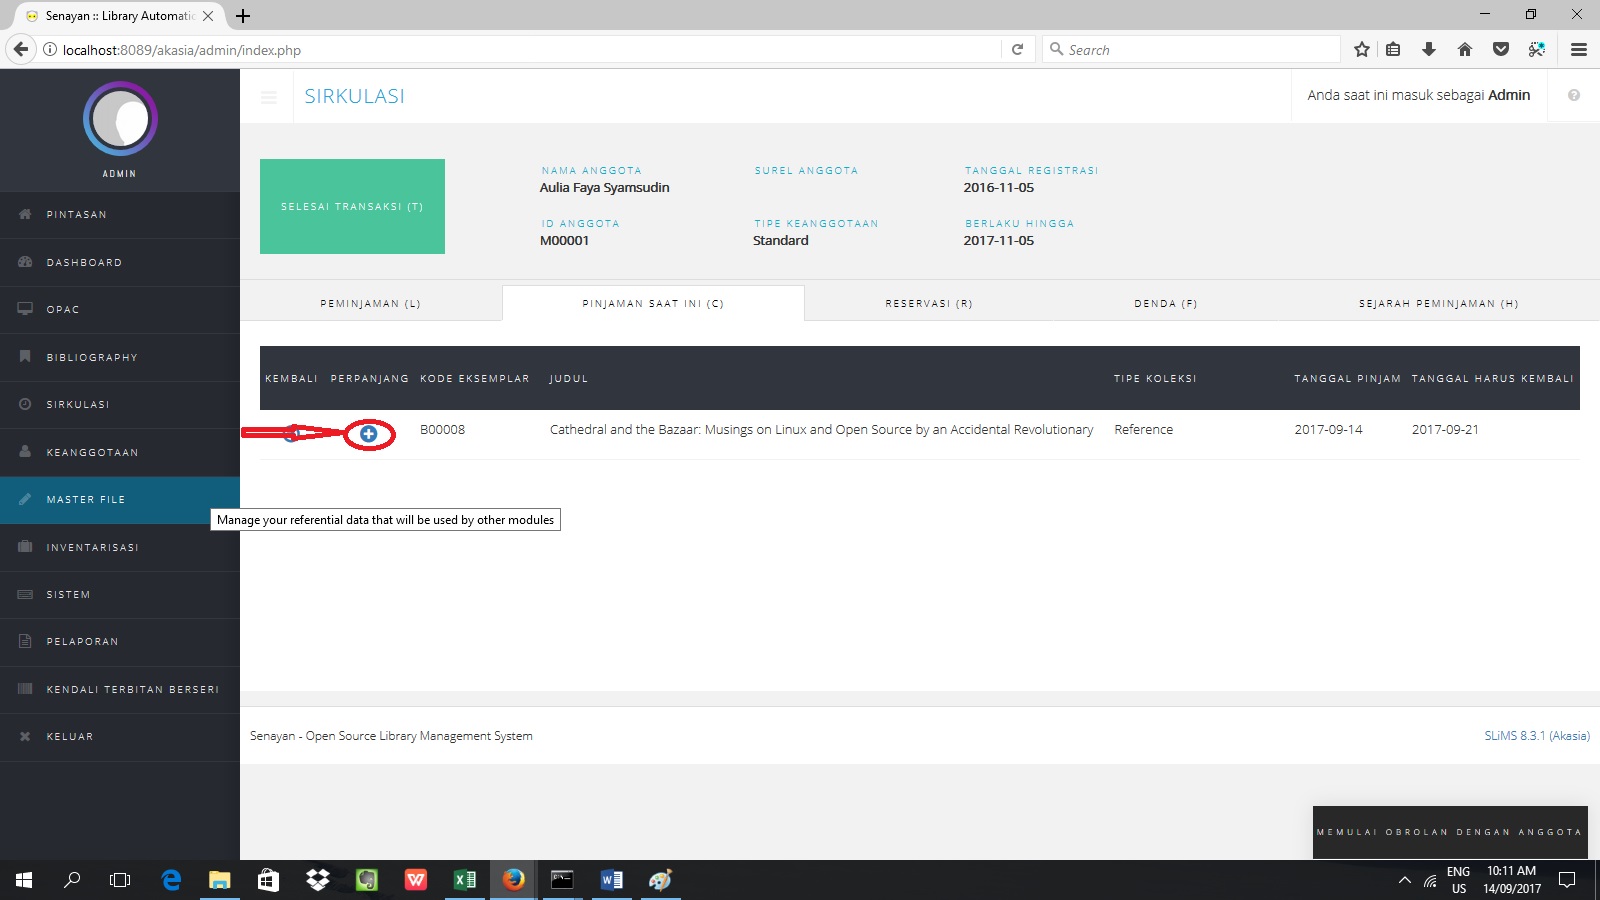 Senayan :: Library Automatic
localhost:8089/akasia/admin/index.php
Search
SIRKULASI
Anda saat ini masuk sebagai Admin
ADMIN
PINTASAN
DASHBOARD
OPAC
BIBLIOGRAPHY
SIRKULASI
KEANGGOTAAN
MASTER FILE
INVENTARISASI
SISTEM
PELAPORAN
KENDALI TERBITAN BERSERI
KELUAR
SELESAI TRANSAKSI (T)
NAMA ANGGOTA
Aulia Faya Syamsudin
SUREL ANGGOTA
TANGGAL REGISTRASI
2016-11-05
ID ANGGOTA
M00001
TIPE KEANGGOTAAN
Standard
BERLAKU HINGGA
2017-11-05
PEMINJAMAN (L) PINJAMAN SAAT INI (C) RESERVASI (R) DENDA (F) SEJARAH PEMINJAMAN (H)
KEMBALI PERPANJANG KODE EKSEMPLAR JUDUL TIPE KOLEKSI TANGGAL PINJAM TANGGAL HARUS KEMBALI
B00008 Cathedral and the Bazaar: Musings on Linux and Open Source by an Accidental Revolutionary Reference 2017-09-14 2017-09-21
Manage your referential data that will be used by other modules
Senayan - Open Source Library Management System
SLiMS 8.3.1 (Akasia)
MEMULAI OBROLAN DENGAN ANGGOTA
ENG
US
10:11 AM
14/09/2017